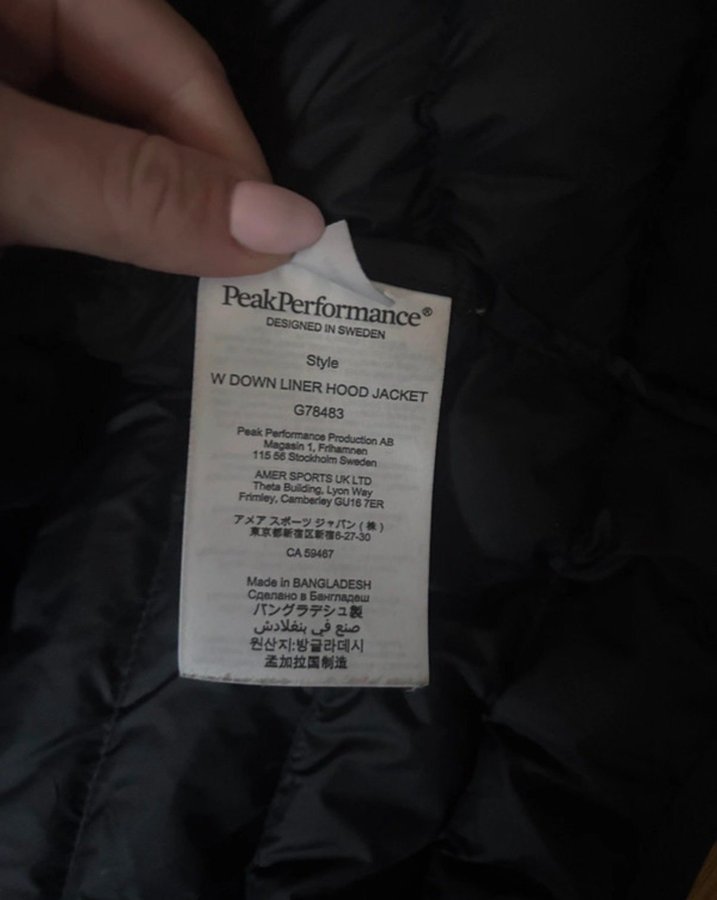 PeakPerformance®
DESIGNED IN SWEDEN
Style
W DOWN LINER HOOD JACKET
G78483
Peak Performance Production AB
Magasin 1, Frihamnen
115 56 Stockholm Sweden
AMER SPORTS UK LTD
Theta Building, Lyon Way
Frimley, Camberley GU16 7ER
アメア スポーツ ジャパン (株)
東京都新宿区新宿6-27-30
CA 59467
Made in BANGLADESH
Сделано в Бангладеш
バングラデシュ製
صنع في بنغلادش
원산지:방글라데시
孟加拉国制造